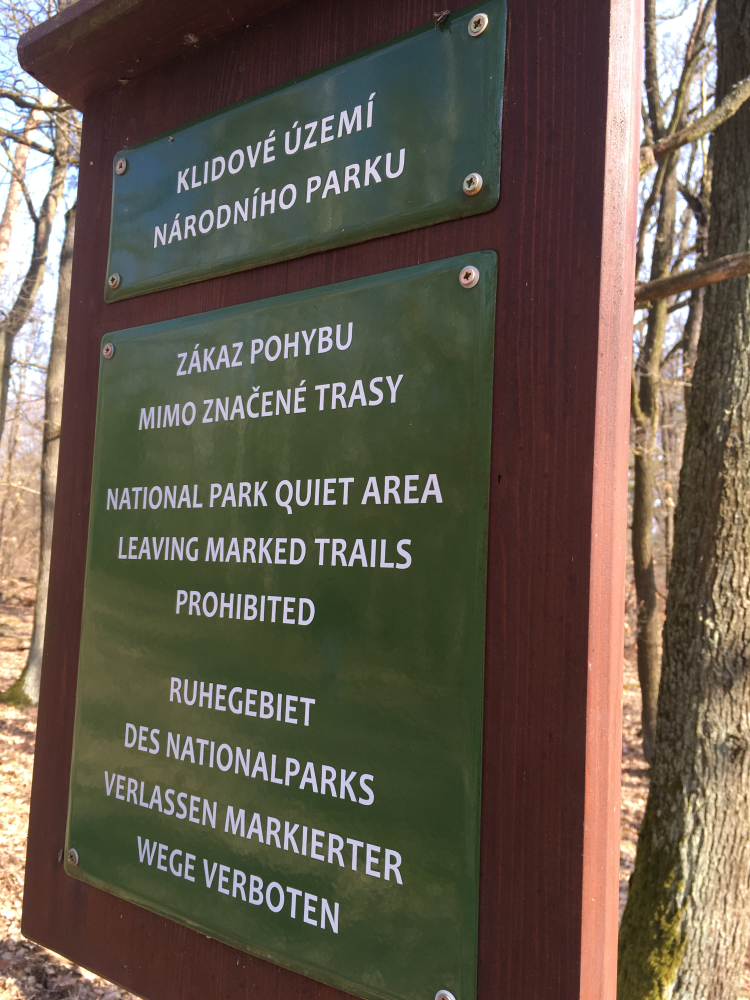 KLIDOVÉ ÚZEMÍ
NÁRODNÍHO PARKU
ZÁKAZ POHYBU
MIMO ZNAČENÉ TRASY
NATIONAL PARK QUIET AREA
LEAVING MARKED TRAILS
PROHIBITED
RUHEGEBIET
DES NATIONALPARKS
VERLASSEN MARKIERTER
WEGE VERBOTEN